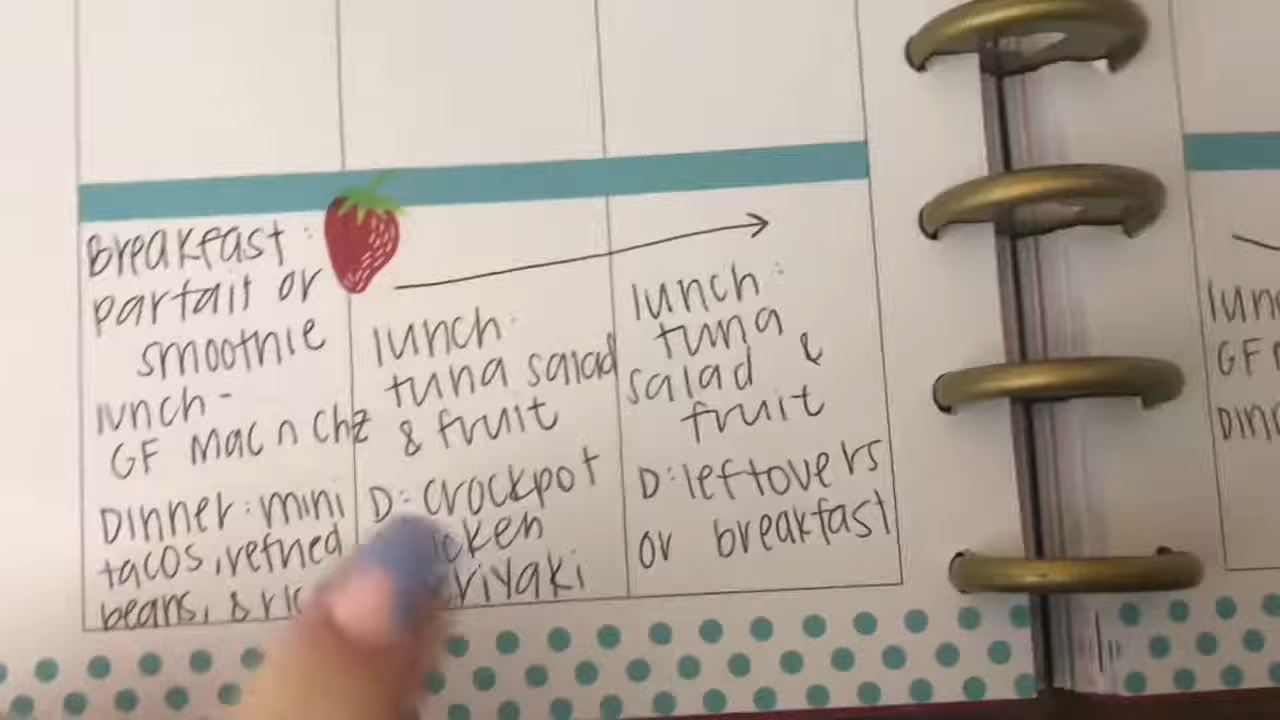 Breakfast:
parfait or
smoothie
lunch-
GF Mac n chz
Dinner: mini
tacos, refned
beans, &
lunch:
tuna salad
& fruit
D: crockpot
lunch:
tuna
salad &
fruit
D: leftovers
or breakfast
GF